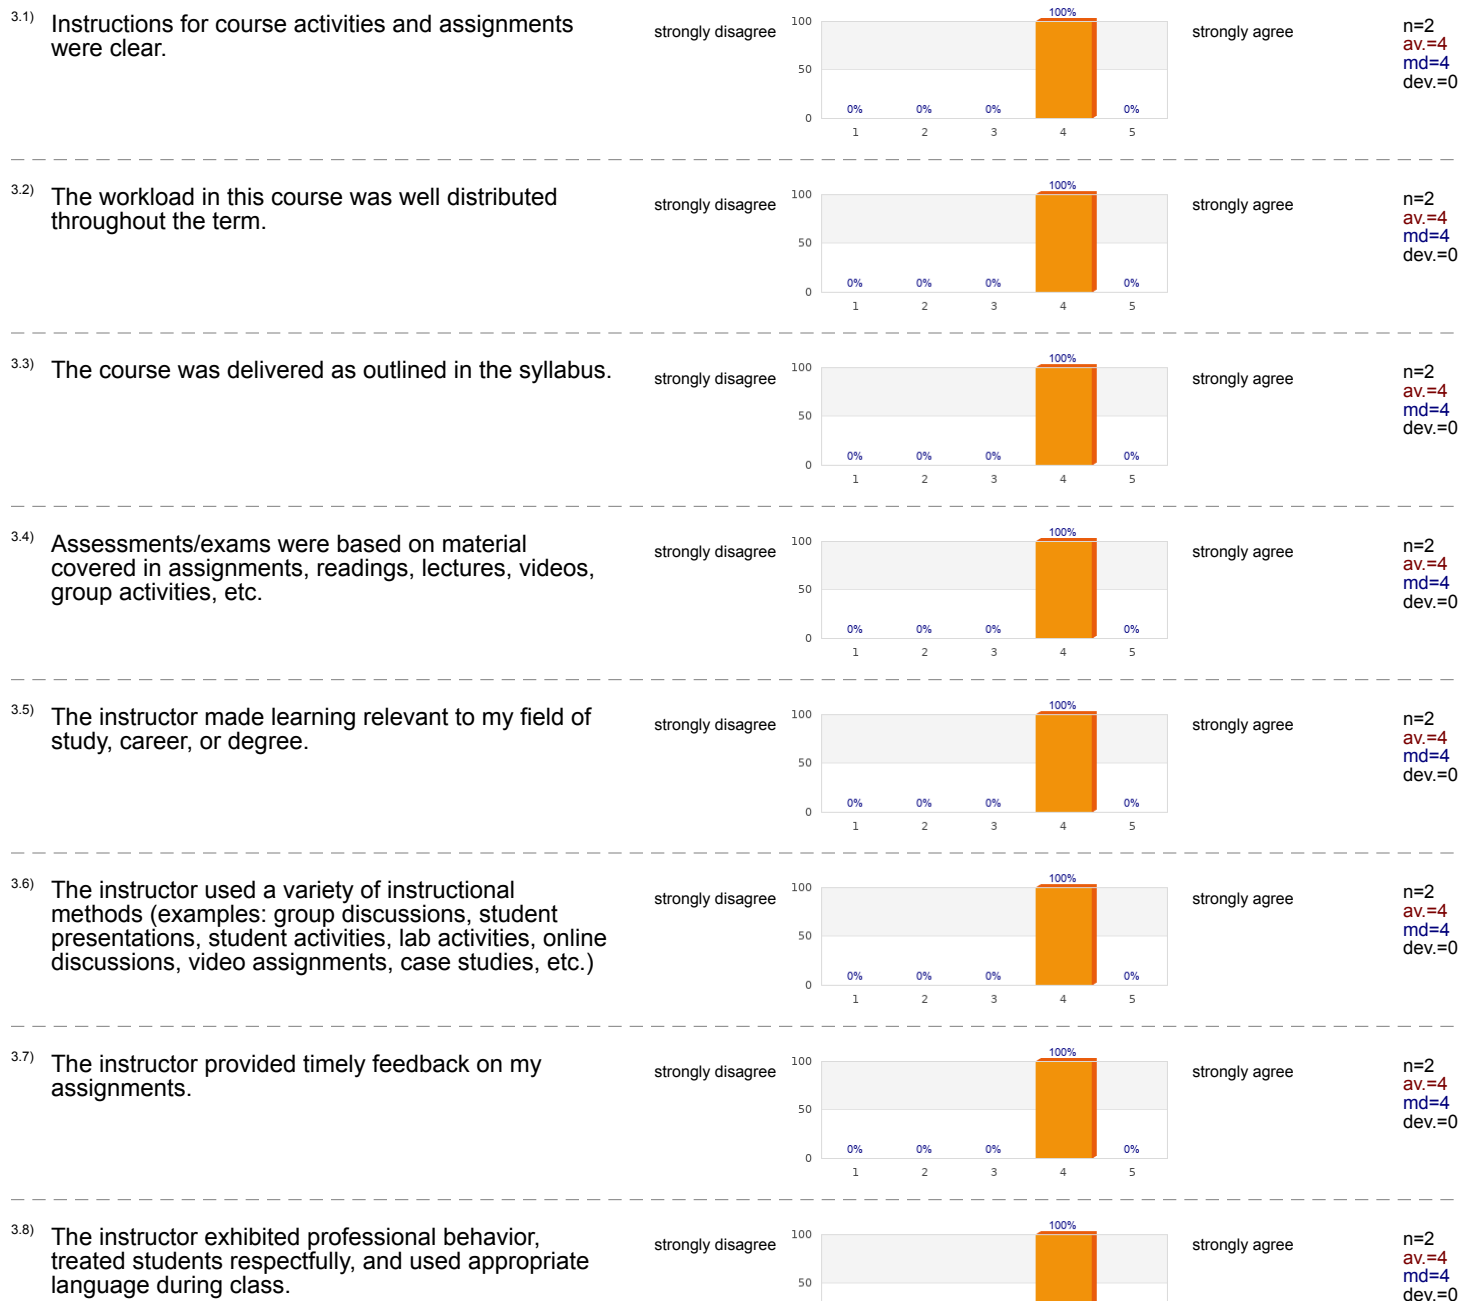 3.1) Instructions for course activities and assignments
were clear.
strongly disagree
100
50
0
0% 0% 0% 100% 0%
1 2 3 4 5
strongly agree
n=2
av.=4
md=4
dev.=0
3.2) The workload in this course was well distributed
throughout the term.
strongly disagree
100
50
0
0% 0% 0% 100% 0%
1 2 3 4 5
strongly agree
n=2
av.=4
md=4
dev.=0
3.3) The course was delivered as outlined in the syllabus.
strongly disagree
100
50
0
0% 0% 0% 100% 0%
1 2 3 4 5
strongly agree
n=2
av.=4
md=4
dev.=0
3.4) Assessments/exams were based on material
covered in assignments, readings, lectures, videos,
group activities, etc.
strongly disagree
100
50
0
0% 0% 0% 100% 0%
1 2 3 4 5
strongly agree
n=2
av.=4
md=4
dev.=0
3.5) The instructor made learning relevant to my field of
study, career, or degree.
strongly disagree
100
50
0
0% 0% 0% 100% 0%
1 2 3 4 5
strongly agree
n=2
av.=4
md=4
dev.=0
3.6) The instructor used a variety of instructional
methods (examples: group discussions, student
presentations, student activities, lab activities, online
discussions, video assignments, case studies, etc.)
strongly disagree
100
50
0
0% 0% 0% 100% 0%
1 2 3 4 5
strongly agree
n=2
av.=4
md=4
dev.=0
3.7) The instructor provided timely feedback on my
assignments.
strongly disagree
100
50
0
0% 0% 0% 100% 0%
1 2 3 4 5
strongly agree
n=2
av.=4
md=4
dev.=0
3.8) The instructor exhibited professional behavior,
treated students respectfully, and used appropriate
language during class.
strongly disagree
100
50
100%
strongly agree
n=2
av.=4
md=4
dev.=0